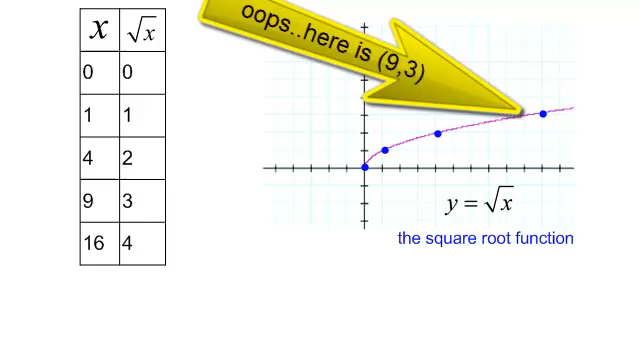 x √x
0 0
1 1
4 2
9 3
16 4
oops..here is (9,3)
y = √x
the square root function